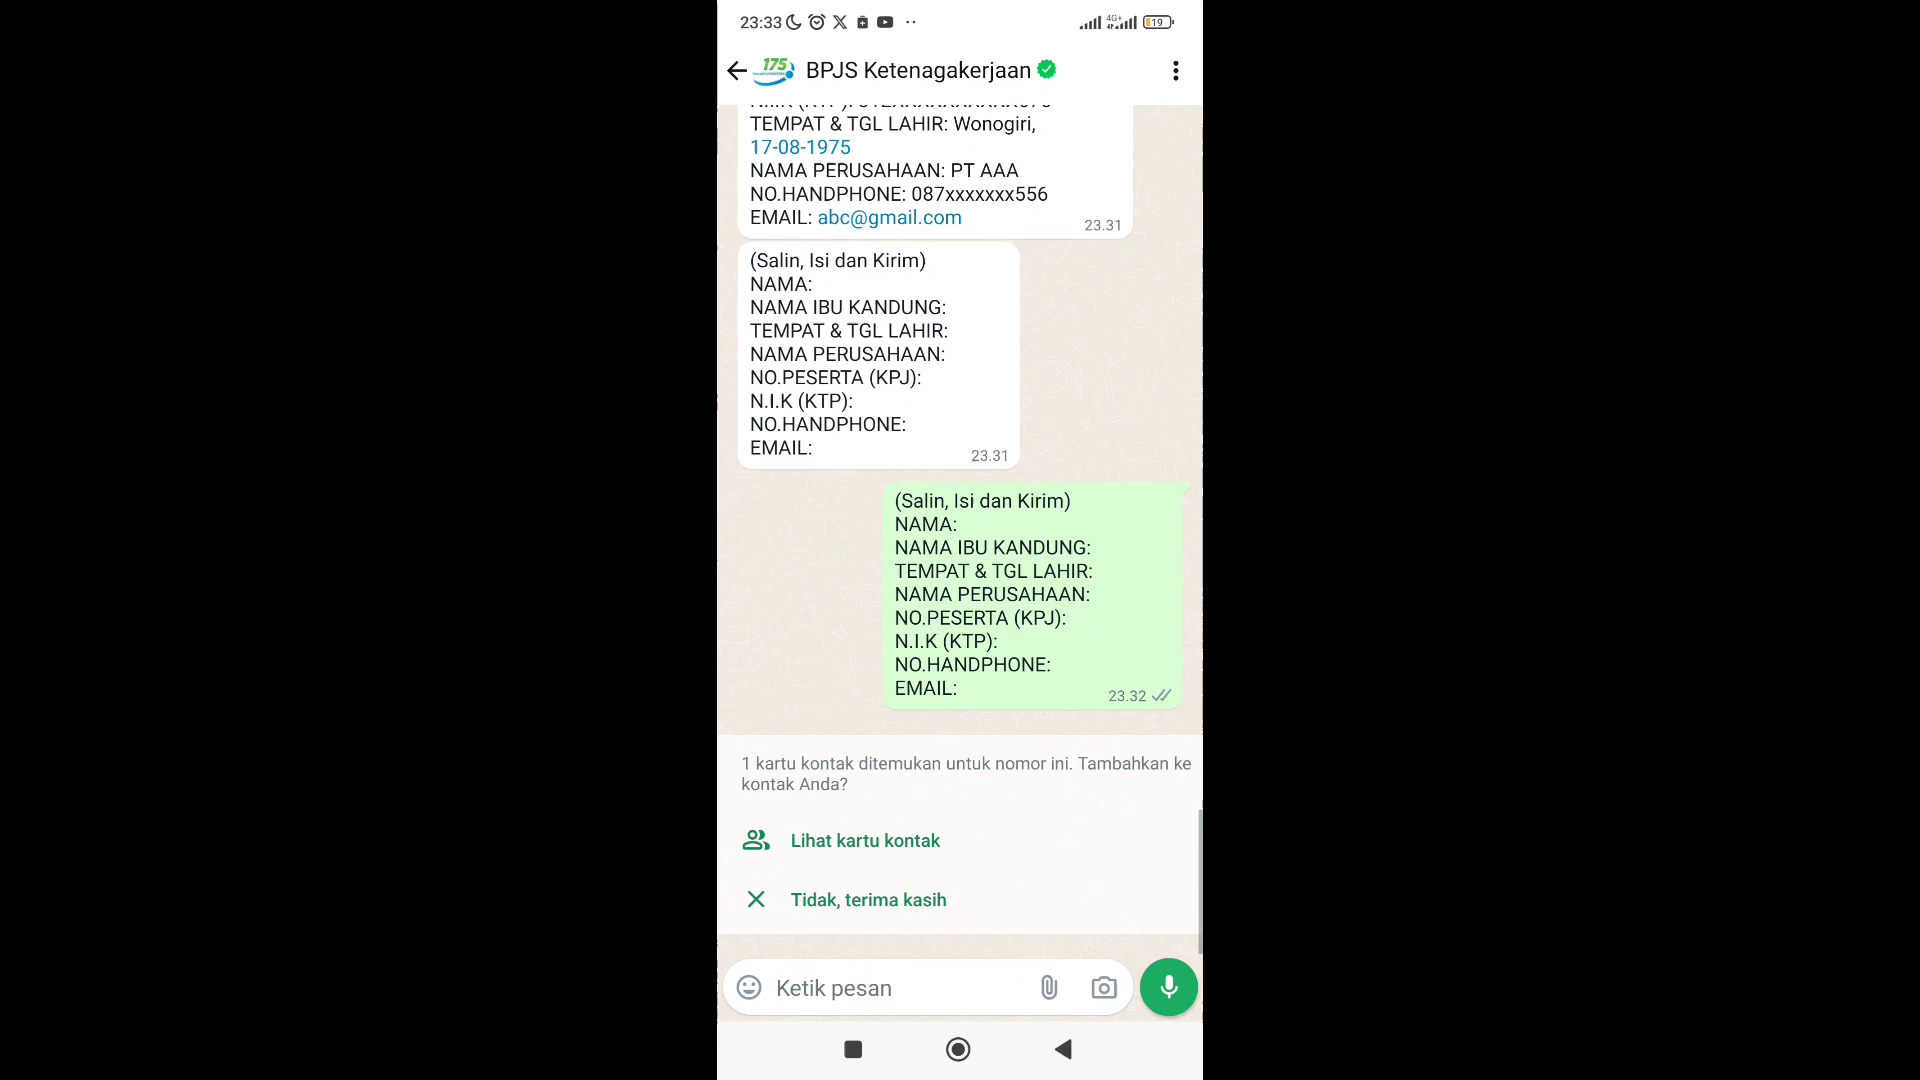 23:33
4G+
19
175
BPJS Ketenagakerjaan
TEMPAT & TGL LAHIR: Wonogiri,
17-08-1975
NAMA PERUSAHAAN: PT AAA
NO.HANDPHONE: 087xxxxxxx556
EMAIL: abc@gmail.com
23.31
(Salin, Isi dan Kirim)
NAMA:
NAMA IBU KANDUNG:
TEMPAT & TGL LAHIR:
NAMA PERUSAHAAN:
NO.PESERTA (KPJ):
N.I.K (KTP):
NO.HANDPHONE:
EMAIL:
23.31
(Salin, Isi dan Kirim)
NAMA:
NAMA IBU KANDUNG:
TEMPAT & TGL LAHIR:
NAMA PERUSAHAAN:
NO.PESERTA (KPJ):
N.I.K (KTP):
NO.HANDPHONE:
EMAIL:
23.32
1 kartu kontak ditemukan untuk nomor ini. Tambahkan ke
kontak Anda?
Lihat kartu kontak
Tidak, terima kasih
Ketik pesan